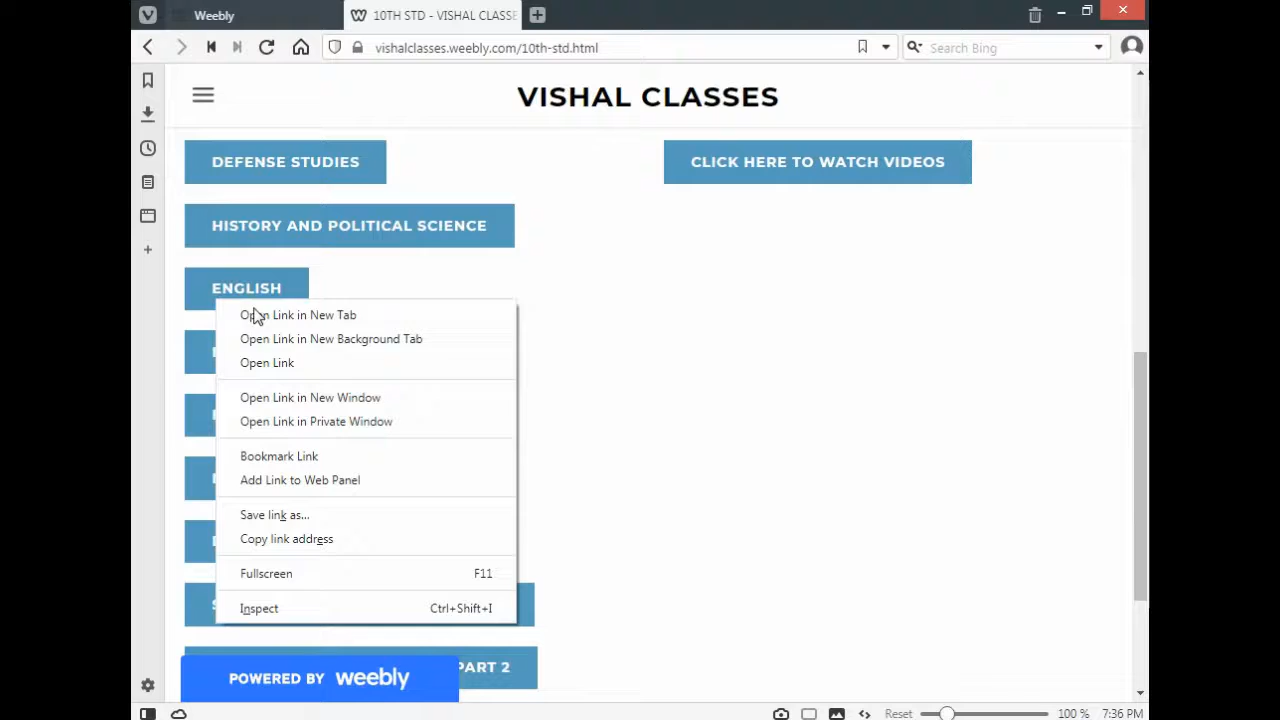 Weebly
10TH STD - VISHAL CLASSES
vishalclasses.weebly.com/10th-std.html
Search Bing
VISHAL CLASSES
DEFENSE STUDIES
CLICK HERE TO WATCH VIDEOS
HISTORY AND POLITICAL SCIENCE
ENGLISH
Open Link in New Tab
Open Link in New Background Tab
Open Link
Open Link in New Window
Open Link in Private Window
Bookmark Link
Add Link to Web Panel
Save link as...
Copy link address
Fullscreen F11
Inspect Ctrl+Shift+I
PART 2
POWERED BY weebly
Reset 100 % 7:36 PM